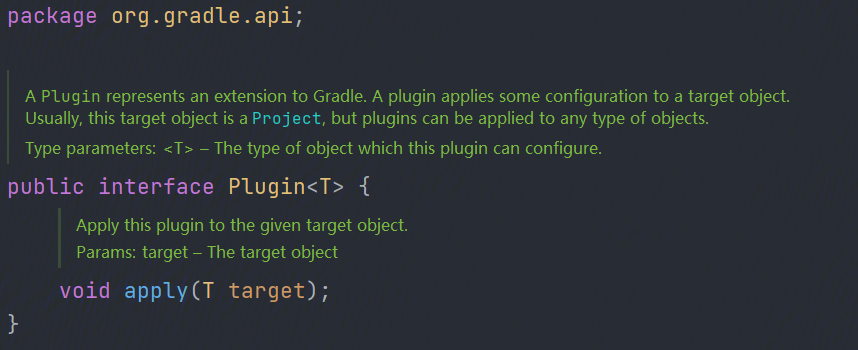 package org.gradle.api;
A Plugin represents an extension to Gradle. A plugin applies some configuration to a target object.
Usually, this target object is a Project, but plugins can be applied to any type of objects.
Type parameters: <T> – The type of object which this plugin can configure.
public interface Plugin<T> {
Apply this plugin to the given target object.
Params: target – The target object
void apply(T target);
}